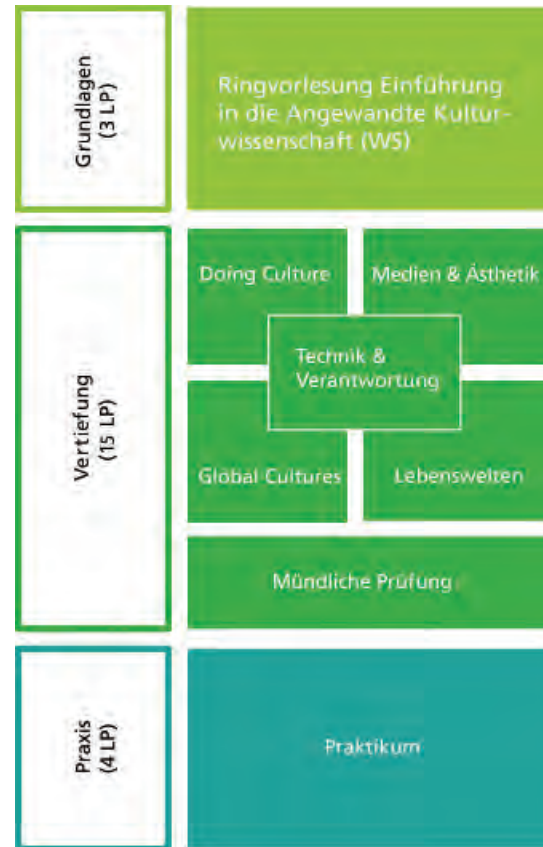 Grundlagen
(3 LP)
Ringvorlesung Einführung
in die Angewandte Kultur-
wissenschaft (WS)
Vertiefung
(15 LP)
Doing Culture
Medien & Ästhetik
Technik &
Verantwortung
Global Cultures
Lebenswelten
Mündliche Prüfung
Praxis
(4 LP)
Praktikum